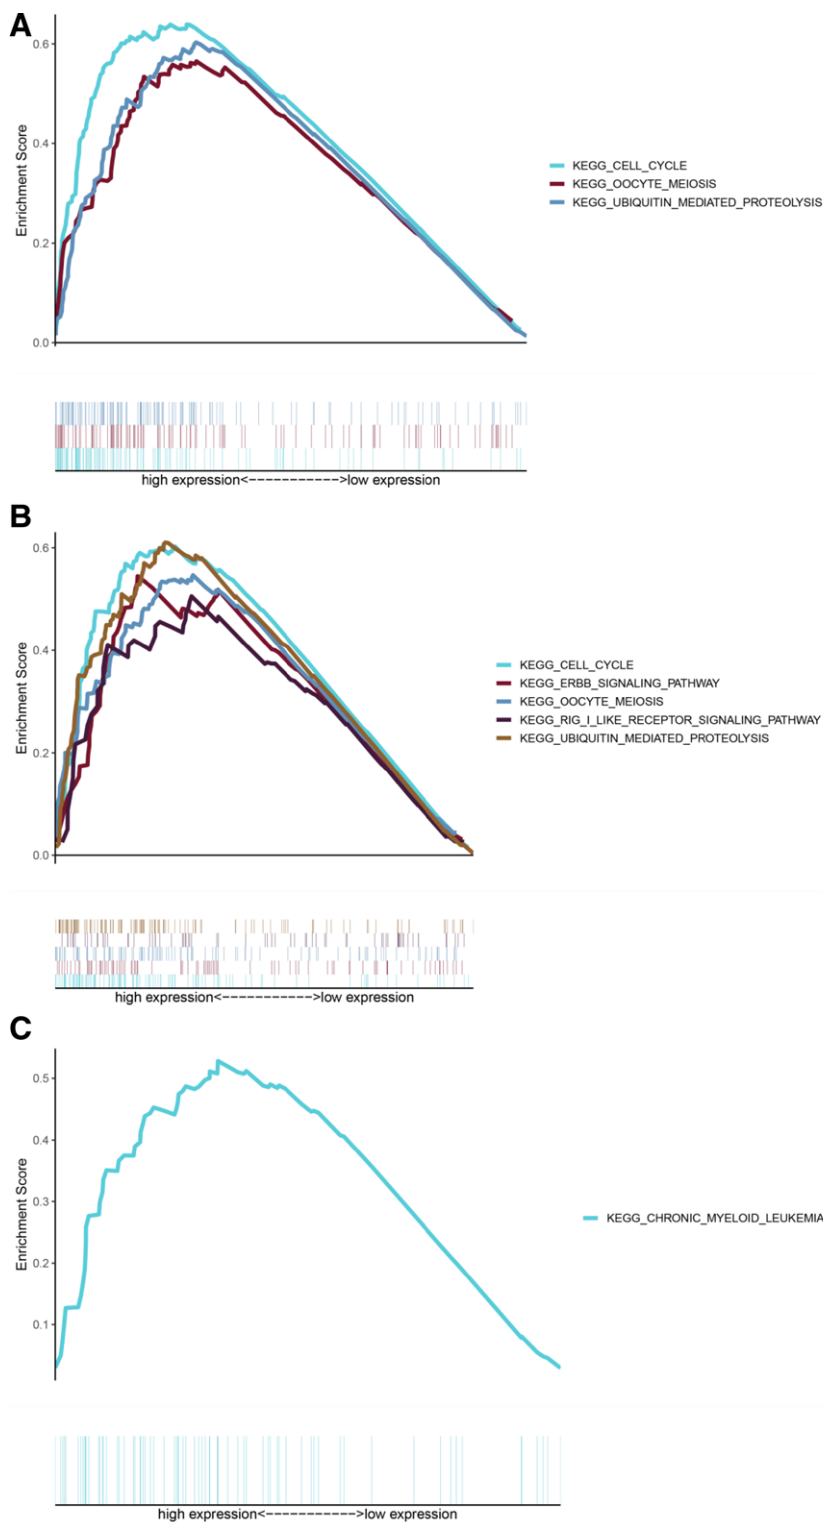 A
0.6
0.4
0.2
0.0
Enrichment Score
KEGG_CELL_CYCLE
KEGG_OOCYTE_MEIOSIS
KEGG_UBIQUITIN_MEDIATED_PROTEOLYSIS
high expression<------------>low expression
B
0.6
0.4
0.2
0.0
Enrichment Score
KEGG_CELL_CYCLE
KEGG_ERBB_SIGNALING_PATHWAY
KEGG_OOCYTE_MEIOSIS
KEGG_RIG_I_LIKE_RECEPTOR_SIGNALING_PATHWAY
KEGG_UBIQUITIN_MEDIATED_PROTEOLYSIS
high expression<------------>low expression
C
0.5
0.4
0.3
0.2
0.1
Enrichment Score
KEGG_CHRONIC_MYELOID_LEUKEMIA
high expression<------------>low expression